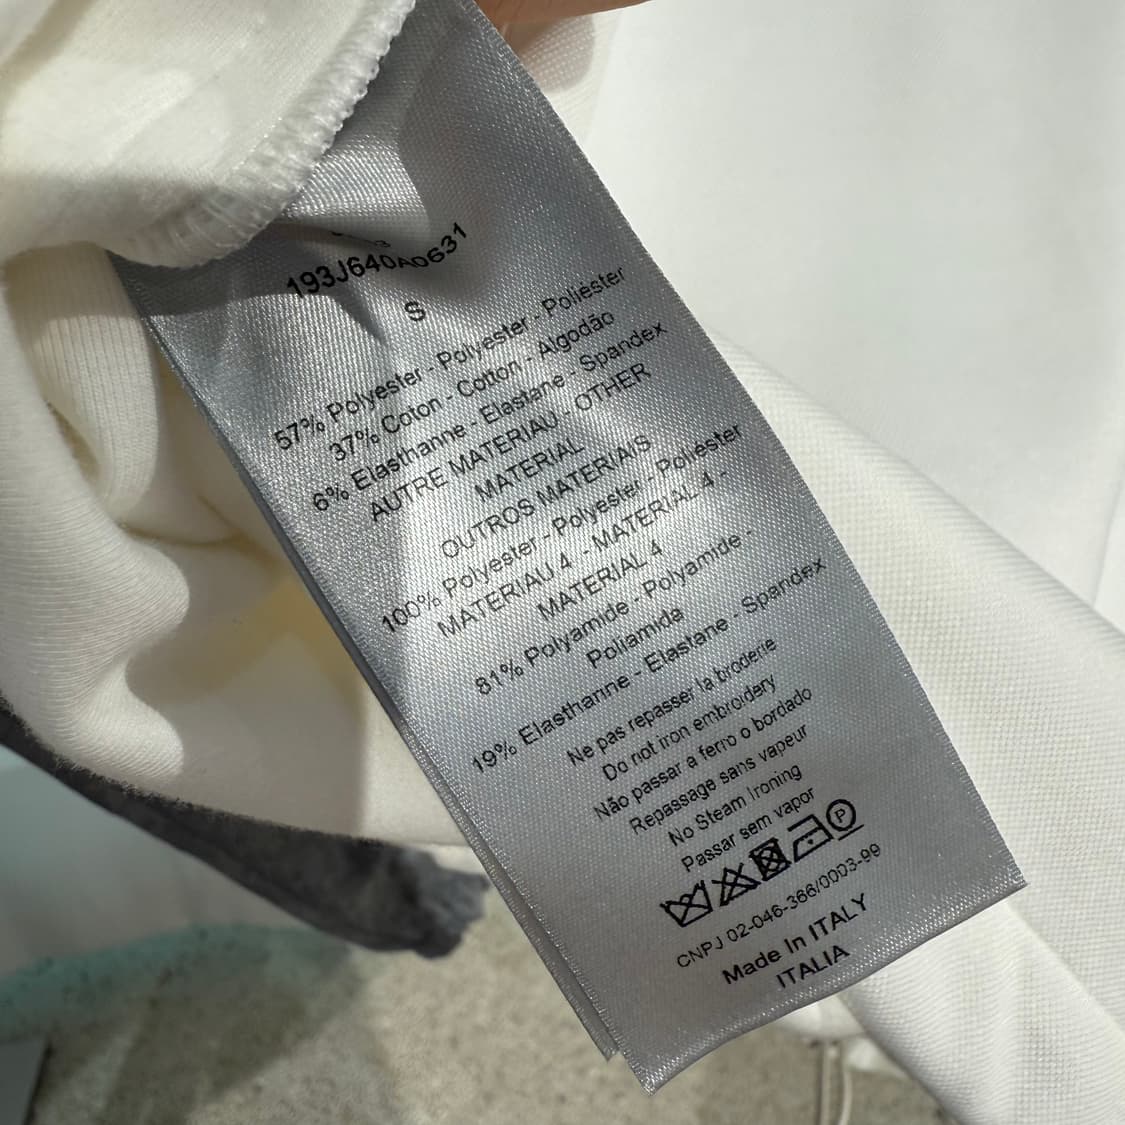 193J640A0631
S
57% Polyester - Polyester - Poliéster
37% Coton - Cotton - Algodão
6% Elasthanne - Elastane - Spandex
AUTRE MATERIAU - OTHER
MATERIAL
OUTROS MATERIAIS
100% Polyester - Polyester - Poliéster
MATERIAU 4 - MATERIAL 4 -
MATERIAL 4
81% Polyamide - Polyamide -
Poliamida
19% Elasthanne - Elastane - Spandex
Ne pas repasser la broderie
Do not iron embroidery
Não passar a ferro o bordado
Repassage sans vapeur
No Steam Ironing
Passar sem vapor
P
CNPJ 02-046-366/0003-99
Made In ITALY
ITALIA